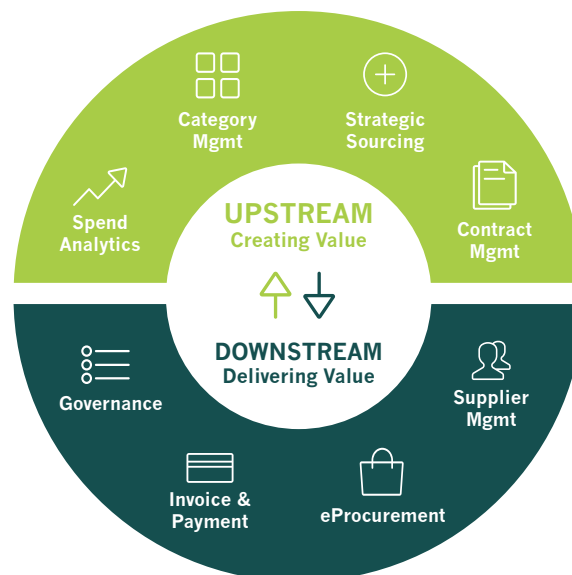 Category
Mgmt
Strategic
Sourcing
Spend
Analytics
UPSTREAM
Creating Value
Contract
Mgmt
DOWNSTREAM
Delivering Value
Governance
Supplier
Mgmt
Invoice &
Payment
eProcurement